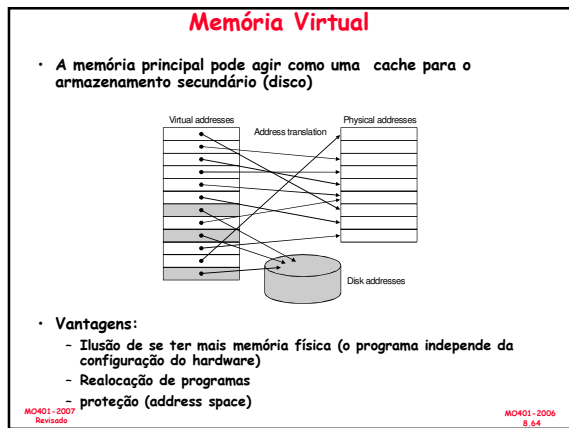 Memória Virtual
• A memória principal pode agir como uma cache para o
armazenamento secundário (disco)
Virtual addresses
Address translation
Physical addresses
Disk addresses
• Vantagens:
- Ilusão de se ter mais memória física (o programa independe da
configuração do hardware)
- Realocação de programas
- proteção (address space)
MO401-2007
Revisado
MO401-2006
8.64